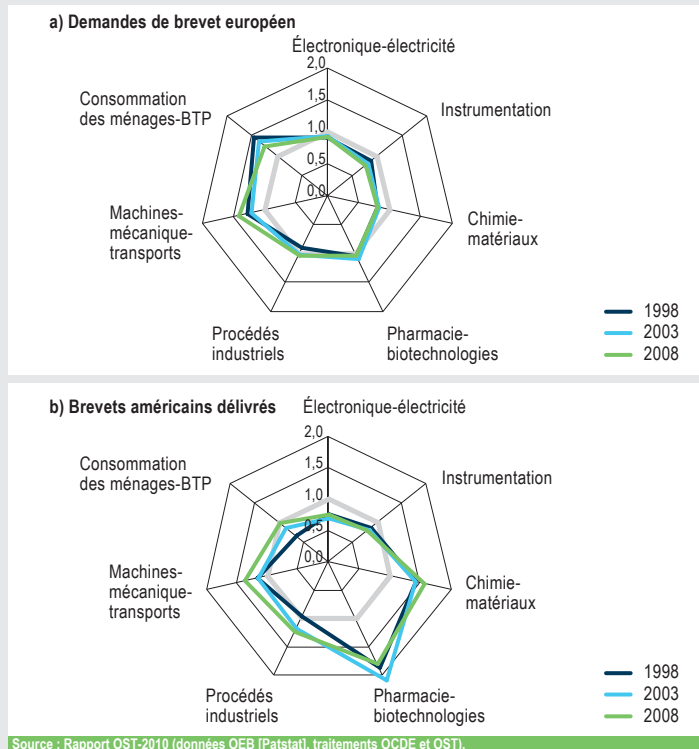 a) Demandes de brevet européen
Électronique-électricité
2,0
Consommation
des ménages-BTP
1,5
Instrumentation
1,0
0,5
0,0
Machines-
mécanique-
transports
Chimie-
matériaux
Procédés
industriels
Pharmacie-
biotechnologies
1998
2003
2008
b) Brevets américains délivrés
Électronique-électricité
2,0
Consommation
des ménages-BTP
1,5
Instrumentation
1,0
0,5
0,0
Machines-
mécanique-
transports
Chimie-
matériaux
Procédés
industriels
Pharmacie-
biotechnologies
1998
2003
2008
Source : Rapport OST-2010 (données OEB [Patstat], traitements OCDE et OST).